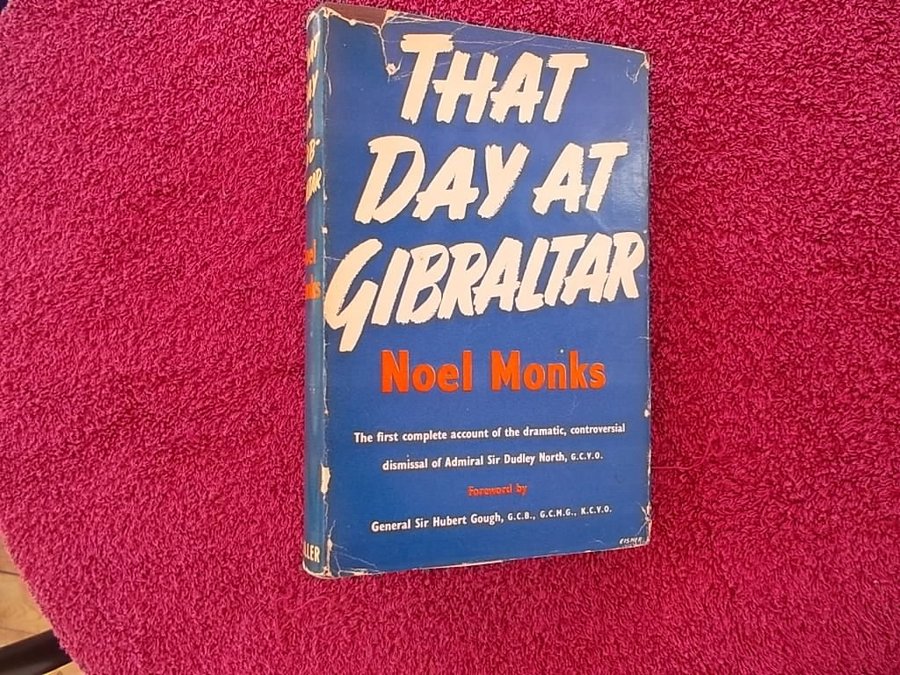 THAT
DAY AT
GIBRALTAR
Noel Monks
The first complete account of the dramatic, controversial
dismissal of Admiral Sir Dudley North, G.C.V.O.
Foreword by
General Sir Hubert Gough, G.C.B., G.C.M.G., K.C.V.O.
EISNER